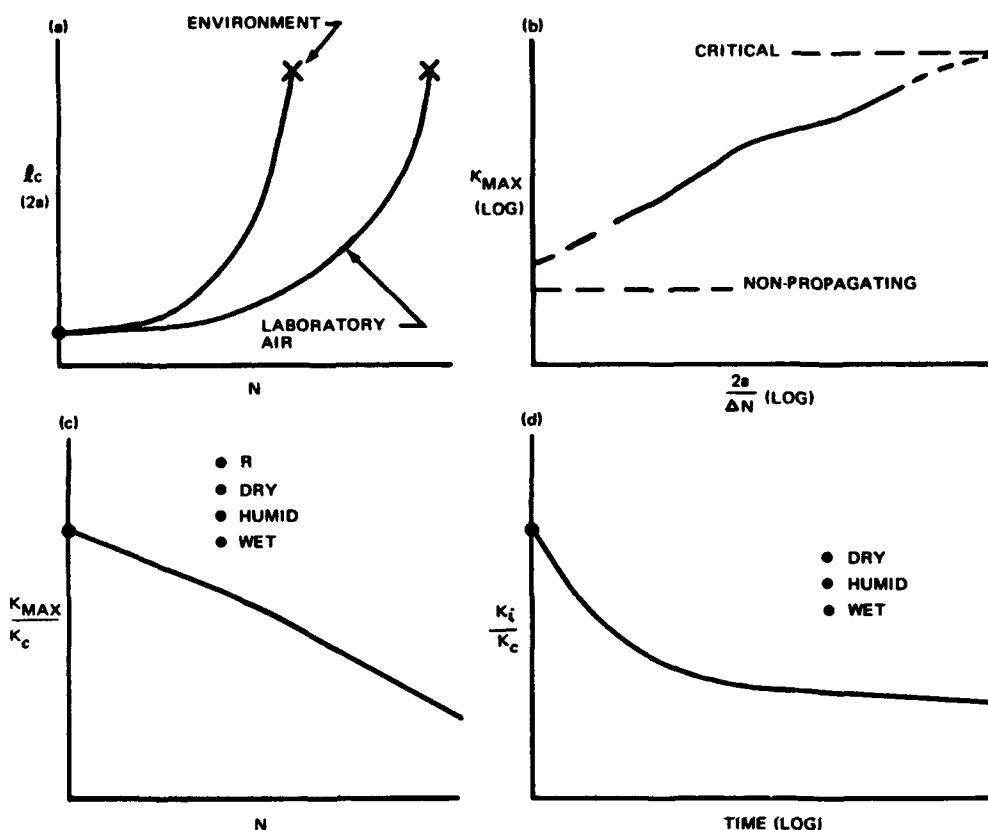 (a)
(a)
ENVIRONMENT
ℓc
(2a)
LABORATORY
AIR
N
(b)
CRITICAL
KMAX
(LOG)
NON-PROPAGATING
2a
ΔN (LOG)
(c)
● R
● DRY
● HUMID
● WET
KMAX
Kc
N
(d)
● DRY
● HUMID
● WET
Ki
Kc
TIME (LOG)